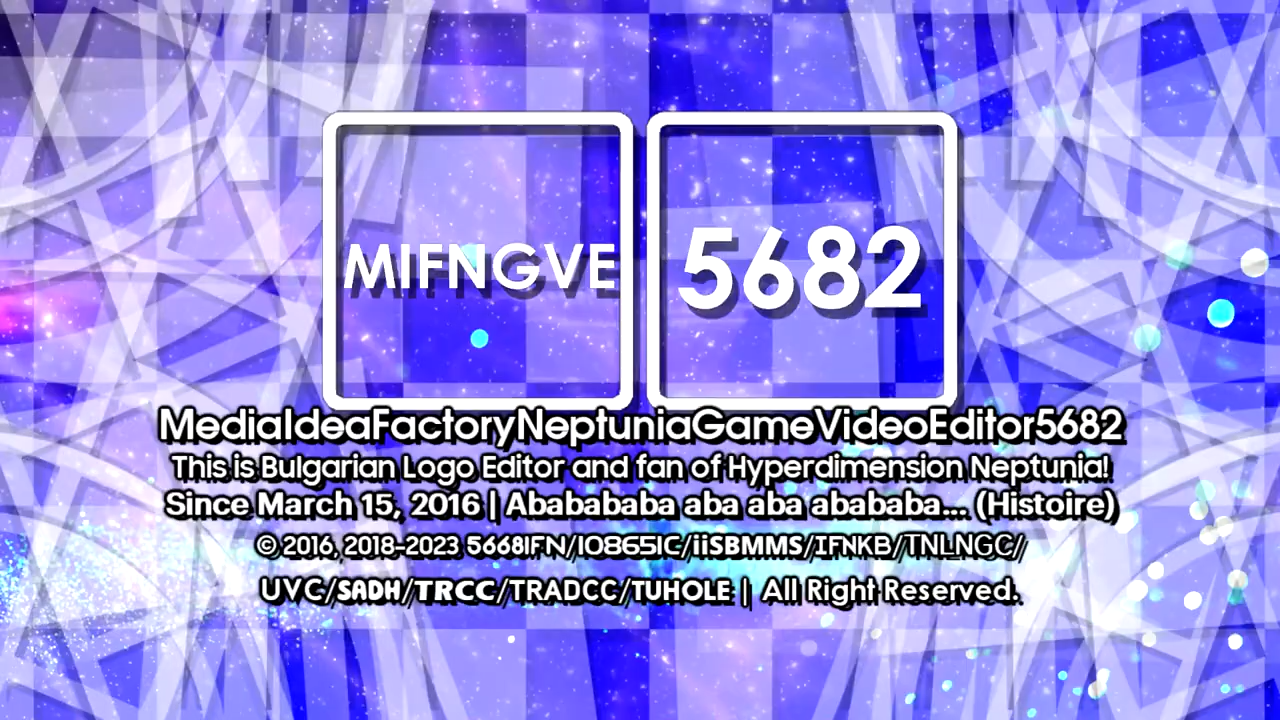 MIFNGVE
5682
MediaIdeaFactoryNeptuniaGameVideoEditor5682
This is Bulgarian Logo Editor and fan of Hyperdimension Neptunia!
Since March 15, 2016 | Ababababa aba aba abababa... (Histoire)
© 2016, 2018-2023 5668IFN/IO865IC/iiSBMMS/IFNKB/TNLNGC/
UVC/SADH/TRCC/TRADCC/TUHOLE | All Right Reserved.